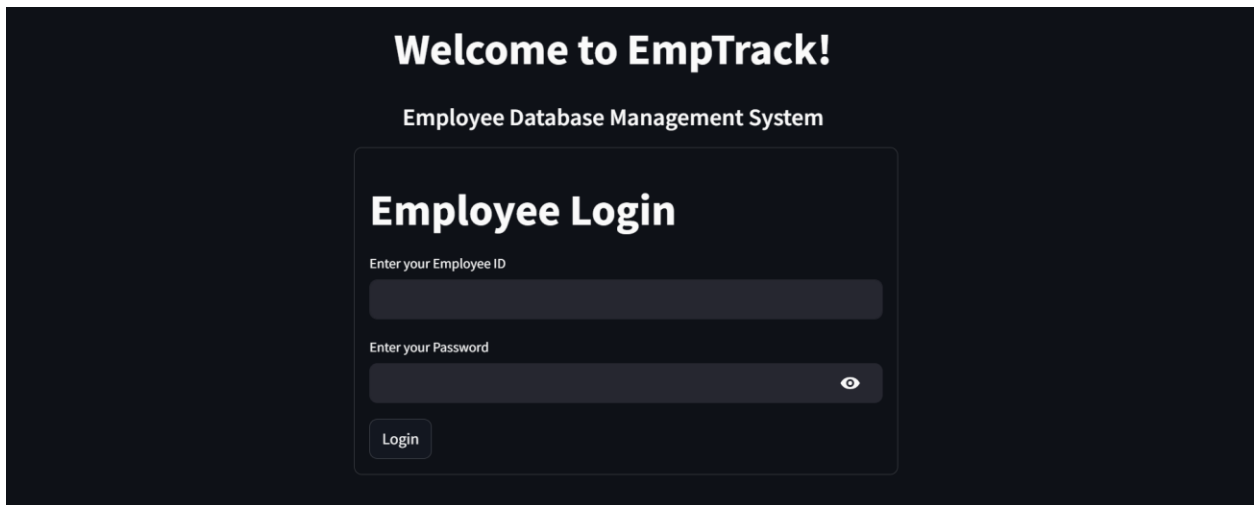 Welcome to EmpTrack!
Employee Database Management System
Employee Login
Enter your Employee ID
Enter your Password
Login